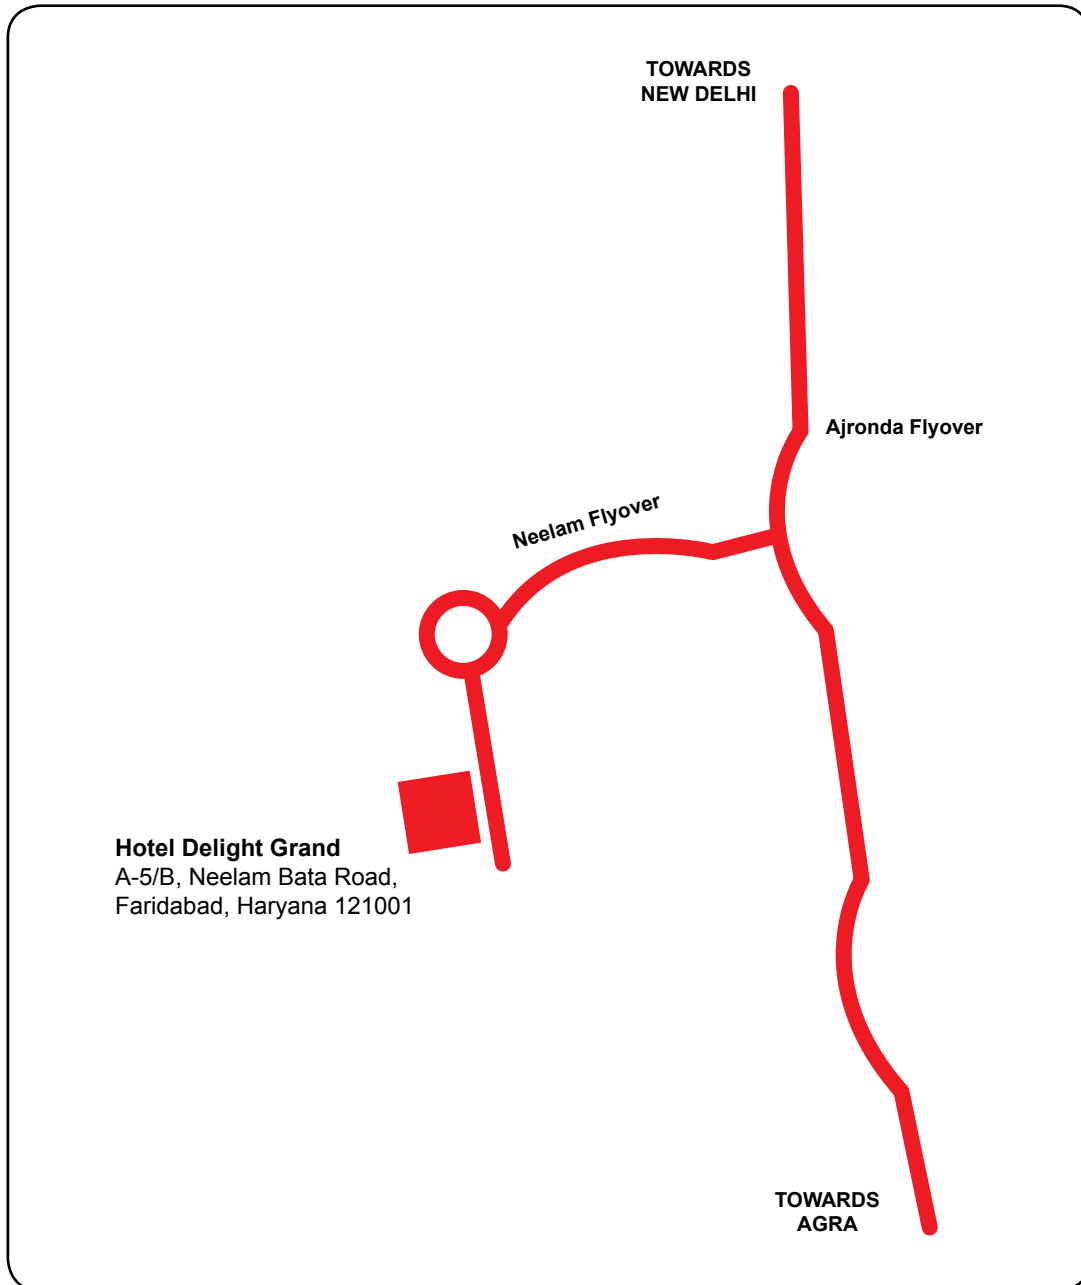 TOWARDS
NEW DELHI
Ajronda Flyover
Neelam Flyover
Hotel Delight Grand
A-5/B, Neelam Bata Road,
Faridabad, Haryana 121001
TOWARDS
AGRA